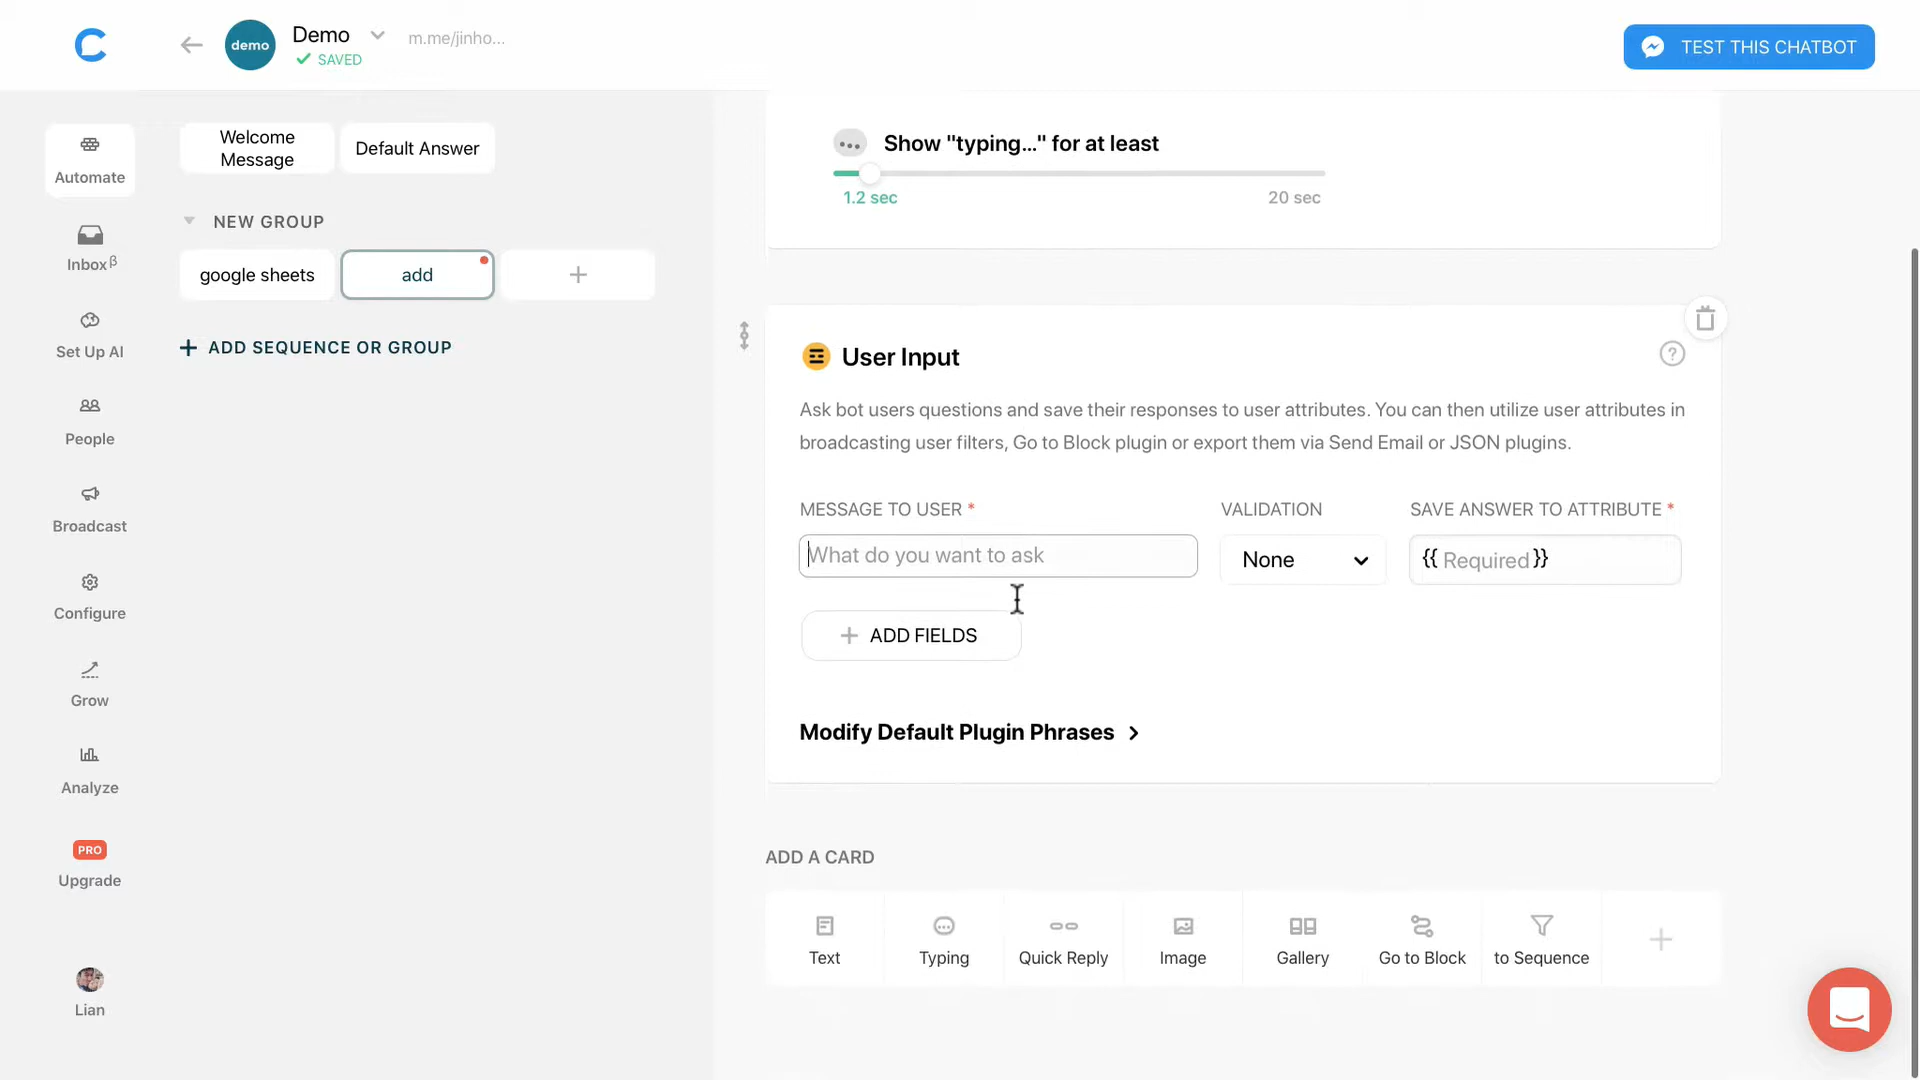 demo
Demo
m.me/jinho...
SAVED
TEST THIS CHATBOT
Automate
Inbox β
Set Up AI
People
Broadcast
Configure
Grow
Analyze
PRO
Upgrade
Lian
Welcome
Message
Default Answer
NEW GROUP
google sheets
add
+
+ ADD SEQUENCE OR GROUP
Show "typing..." for at least
1.2 sec
20 sec
User Input
?
Ask bot users questions and save their responses to user attributes. You can then utilize user attributes in
broadcasting user filters, Go to Block plugin or export them via Send Email or JSON plugins.
MESSAGE TO USER *
VALIDATION
SAVE ANSWER TO ATTRIBUTE *
What do you want to ask
None
{{ Required }}
+ ADD FIELDS
Modify Default Plugin Phrases >
ADD A CARD
Text
Typing
Quick Reply
Image
Gallery
Go to Block
to Sequence
+